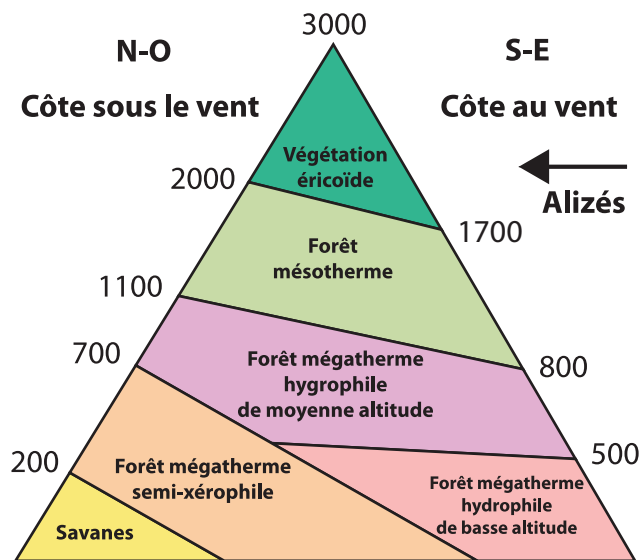 3000
N-O
S-E
Côte sous le vent
Côte au vent
Végétation
éricoïde
2000
Alizés
1700
Forêt
mésotherme
1100
700
Forêt mégatherme
hygrophile
de moyenne altitude
800
500
200
Forêt mégatherme
semi-xérophile
Forêt mégatherme
hydrophile
de basse altitude
Savanes